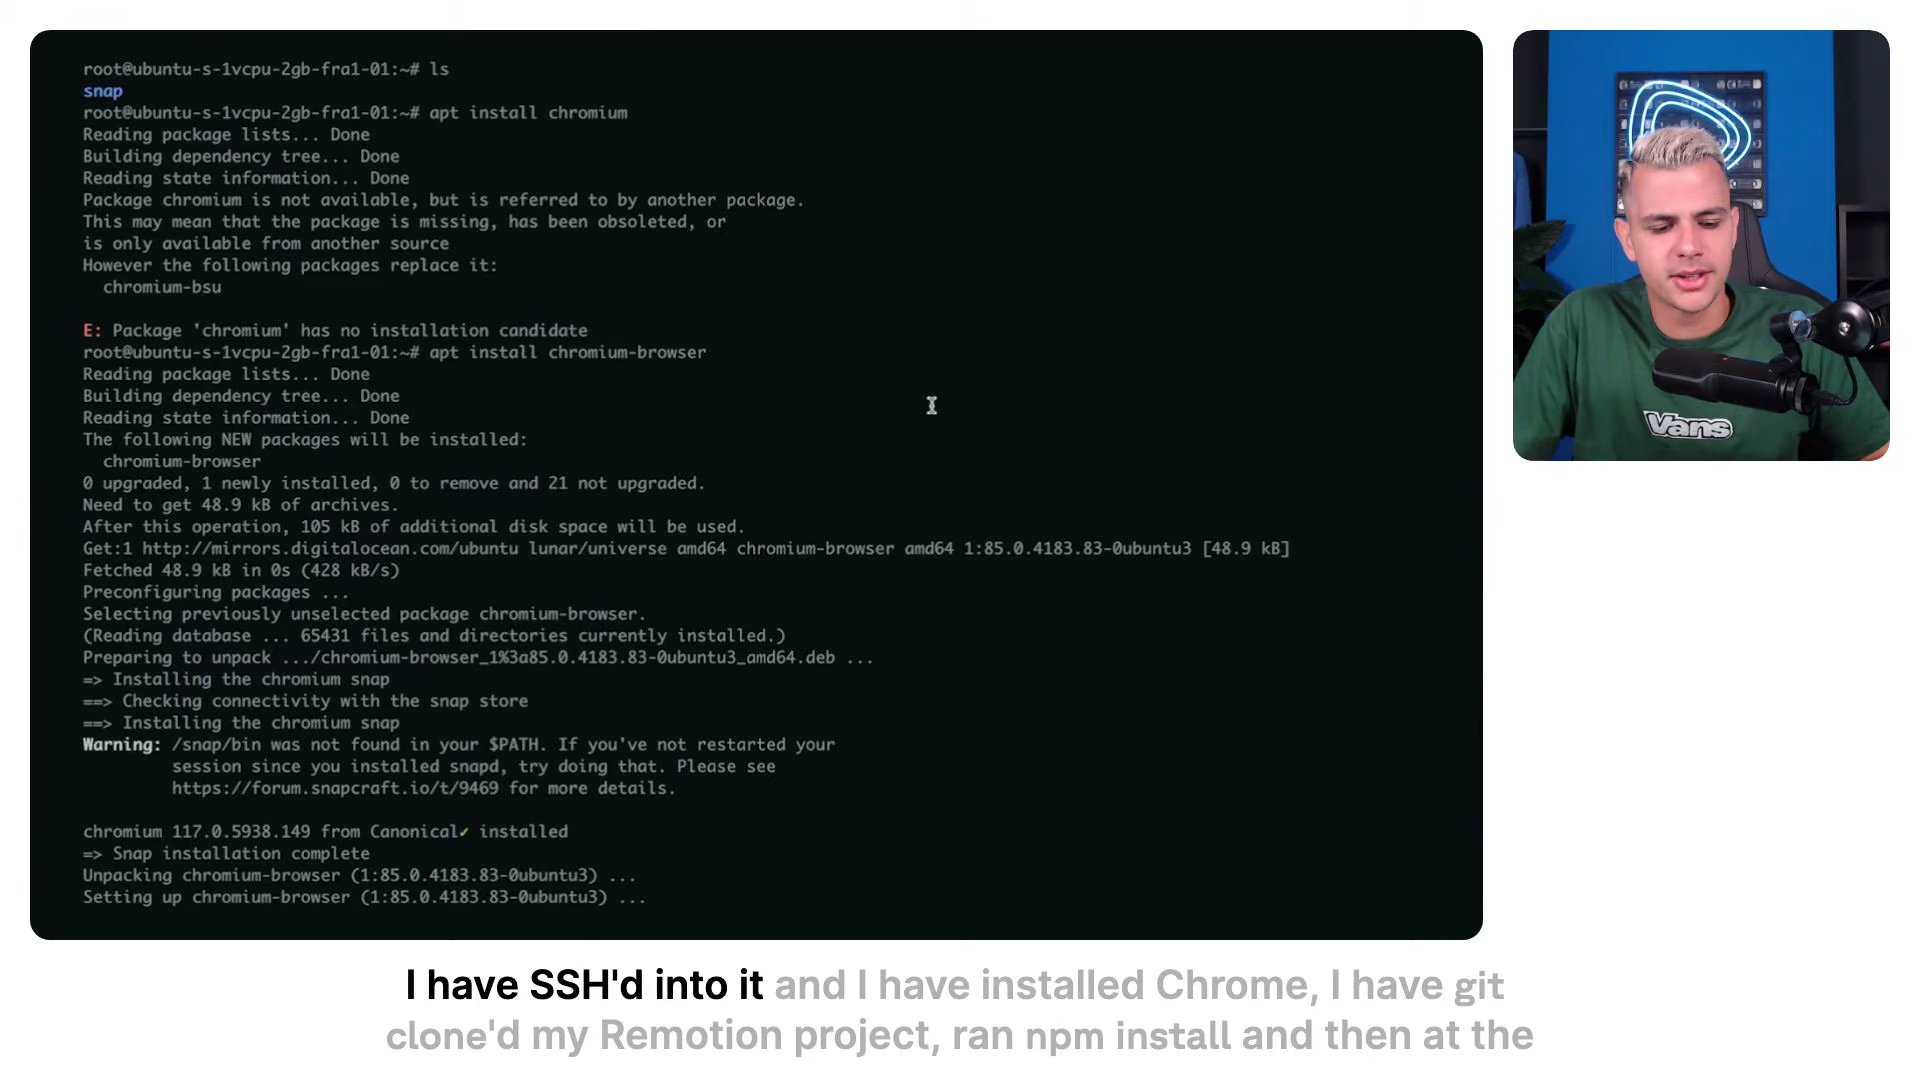 root@ubuntu-s-1vcpu-2gb-fra1-01:~# ls
snap
root@ubuntu-s-1vcpu-2gb-fra1-01:~# apt install chromium
Reading package lists... Done
Building dependency tree... Done
Reading state information... Done
Package chromium is not available, but is referred to by another package.
This may mean that the package is missing, has been obsoleted, or
is only available from another source
However the following packages replace it:
  chromium-bsu

E: Package 'chromium' has no installation candidate
root@ubuntu-s-1vcpu-2gb-fra1-01:~# apt install chromium-browser
Reading package lists... Done
Building dependency tree... Done
Reading state information... Done
The following NEW packages will be installed:
  chromium-browser
0 upgraded, 1 newly installed, 0 to remove and 21 not upgraded.
Need to get 48.9 kB of archives.
After this operation, 105 kB of additional disk space will be used.
Get:1 http://mirrors.digitalocean.com/ubuntu lunar/universe amd64 chromium-browser amd64 1:85.0.4183.83-0ubuntu3 [48.9 kB]
Fetched 48.9 kB in 0s (428 kB/s)
Preconfiguring packages ...
Selecting previously unselected package chromium-browser.
(Reading database ... 65431 files and directories currently installed.)
Preparing to unpack .../chromium-browser_1%3a85.0.4183.83-0ubuntu3_amd64.deb ...
=> Installing the chromium snap
==> Checking connectivity with the snap store
==> Installing the chromium snap
Warning: /snap/bin was not found in your $PATH. If you've not restarted your
         session since you installed snapd, try doing that. Please see
         https://forum.snapcraft.io/t/9469 for more details.

chromium 117.0.5938.149 from Canonical✓ installed
=> Snap installation complete
Unpacking chromium-browser (1:85.0.4183.83-0ubuntu3) ...
Setting up chromium-browser (1:85.0.4183.83-0ubuntu3) ...
Vans
I have SSH'd into it and I have installed Chrome, I have git
clone'd my Remotion project, ran npm install and then at the